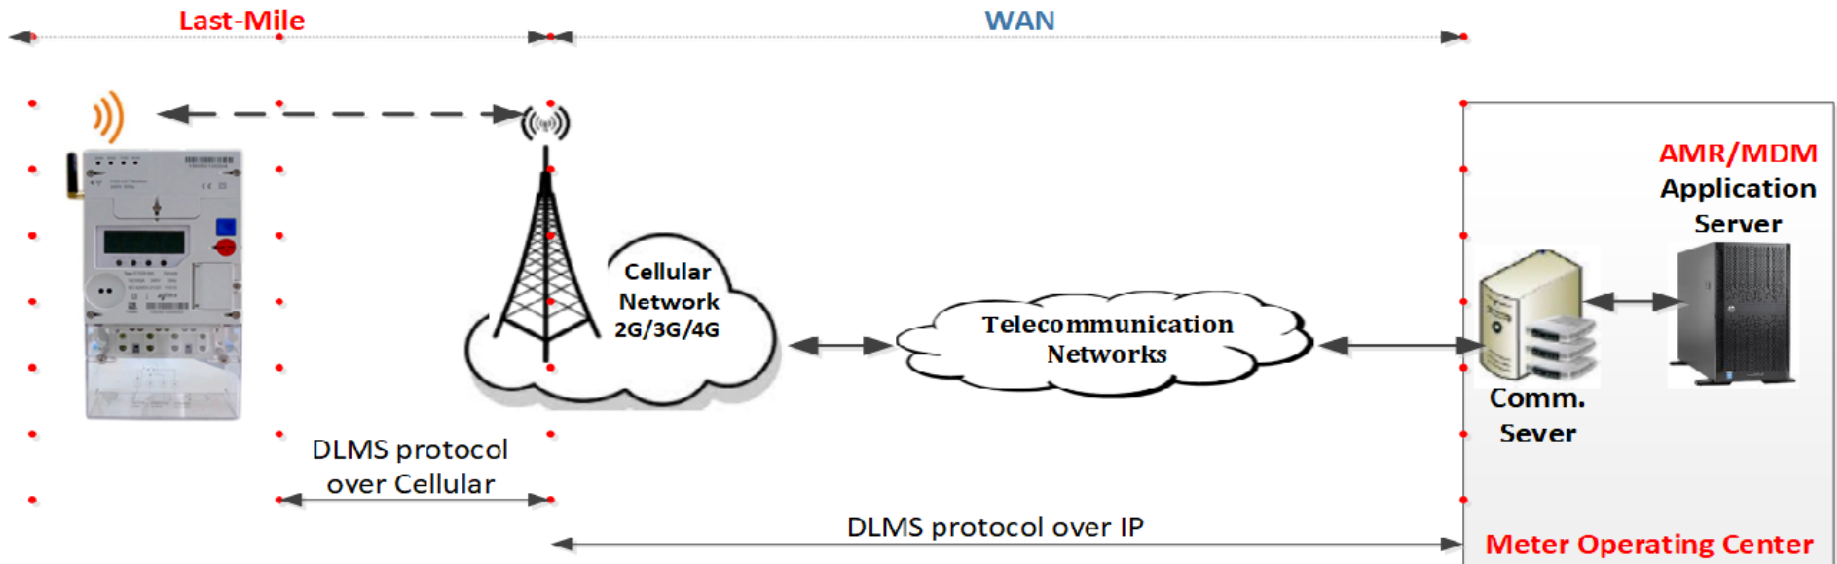 Last-Mile
WAN
AMR/MDM
Application
Server
Cellular
Network
2G/3G/4G
Telecommunication
Networks
Comm.
Sever
DLMS protocol
over Cellular
DLMS protocol over IP
Meter Operating Center